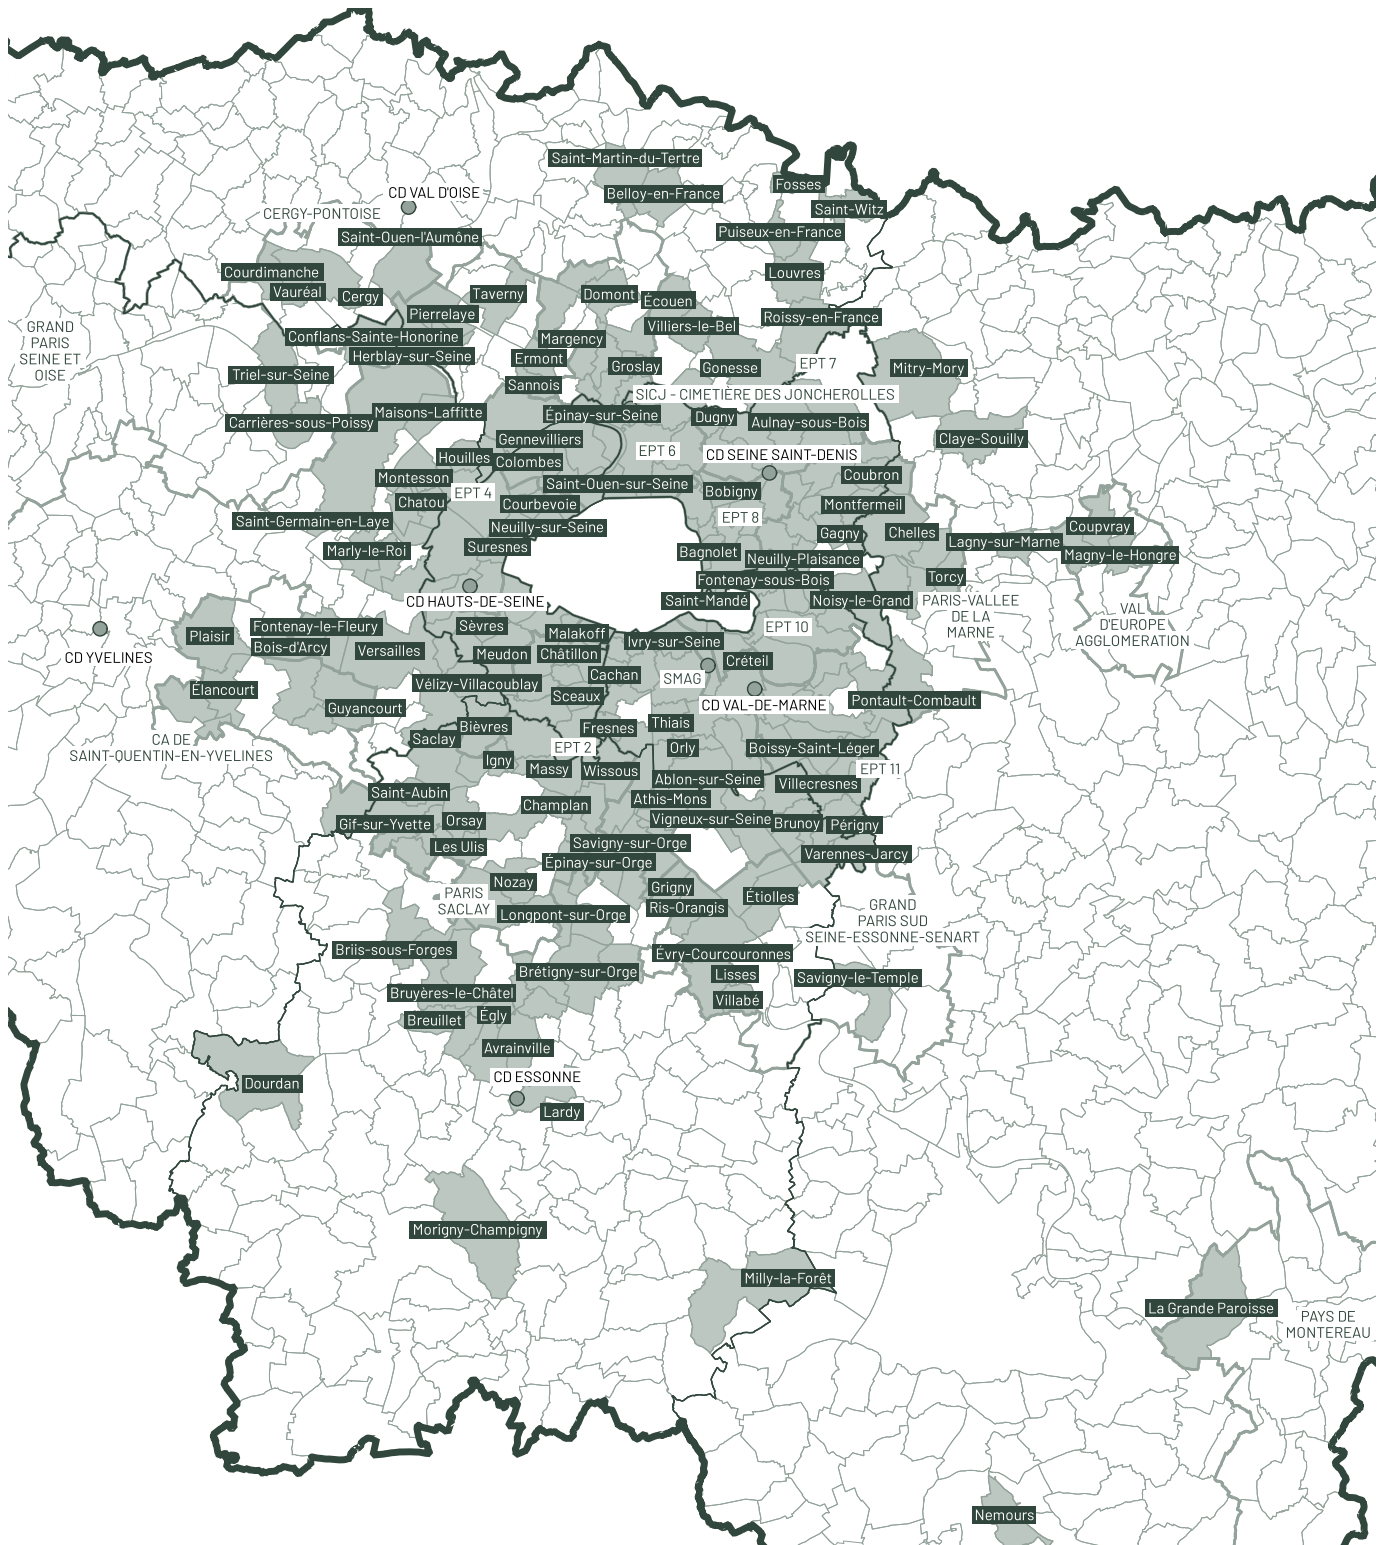 Saint-Martin-du-Tertre
Fosses
CD VAL D'OISE
Belloy-en-France
Saint-Witz
CERGY-PONTOISE
Saint-Ouen-l'Aumône
Puiseux-en-France
Courdimanche
Louvres
Vauréal
Cergy
Taverny
Domont
Écouen
Pierrelaye
Roissy-en-France
GRAND
PARIS
SEINE ET
OISE
Villiers-le-Bel
Conflans-Sainte-Honorine
Margency
Herblay-sur-Seine
Ermont
Groslay
Gonesse
EPT 7
Mitry-Mory
Triel-sur-Seine
Sannois
SICJ - CIMETIÈRE DES JONCHEROLLES
Maisons-Laffitte
Épinay-sur-Seine
Dugny
Aulnay-sous-Bois
Carrières-sous-Poissy
Gennevilliers
Claye-Souilly
EPT 6
CD SEINE SAINT-DENIS
Houilles
Colombes
Coubron
Montesson
Saint-Ouen-sur-Seine
Bobigny
EPT 4
Chatou
Courbevoie
Montfermeil
EPT 8
Saint-Germain-en-Laye
Neuilly-sur-Seine
Gagny
Chelles
Coupvray
Lagny-sur-Marne
Marly-le-Roi
Suresnes
Bagnolet
Neuilly-Plaisance
Magny-le-Hongre
Fontenay-sous-Bois
Torcy
CD HAUTS-DE-SEINE
Saint-Mandé
Noisy-le-Grand
PARIS-VALLEE
DE LA
MARNE
VAL
D'EUROPE
AGGLOMERATION
Plaisir
Fontenay-le-Fleury
Sèvres
Malakoff
Ivry-sur-Seine
EPT 10
Bois-d'Arcy
Versailles
CD YVELINES
Meudon
Châtillon
Créteil
Cachan
SMAG
Élancourt
Vélizy-Villacoublay
Sceaux
CD VAL-DE-MARNE
Pontault-Combault
Guyancourt
Bièvres
Fresnes
Thiais
CA DE
SAINT-QUENTIN-EN-YVELINES
Saclay
EPT 2
Orly
Boissy-Saint-Léger
Igny
Massy
Wissous
EPT 11
Ablon-sur-Seine
Villecresnes
Saint-Aubin
Champlan
Athis-Mons
Gif-sur-Yvette
Orsay
Vigneux-sur-Seine
Brunoy
Périgny
Les Ulis
Savigny-sur-Orge
Varennes-Jarcy
Épinay-sur-Orge
Nozay
Grigny
Étiolles
PARIS
SACLAY
Longpont-sur-Orge
Ris-Orangis
GRAND
PARIS SUD
SEINE-ESSONNE-SENART
Briis-sous-Forges
Évry-Courcouronnes
Brétigny-sur-Orge
Lisses
Savigny-le-Temple
Bruyères-le-Châtel
Villabé
Breuillet
Égly
Avrainville
CD ESSONNE
Dourdan
Lardy
Morigny-Champigny
Milly-la-Forêt
La Grande Paroisse
PAYS DE
MONTEREAU
Nemours